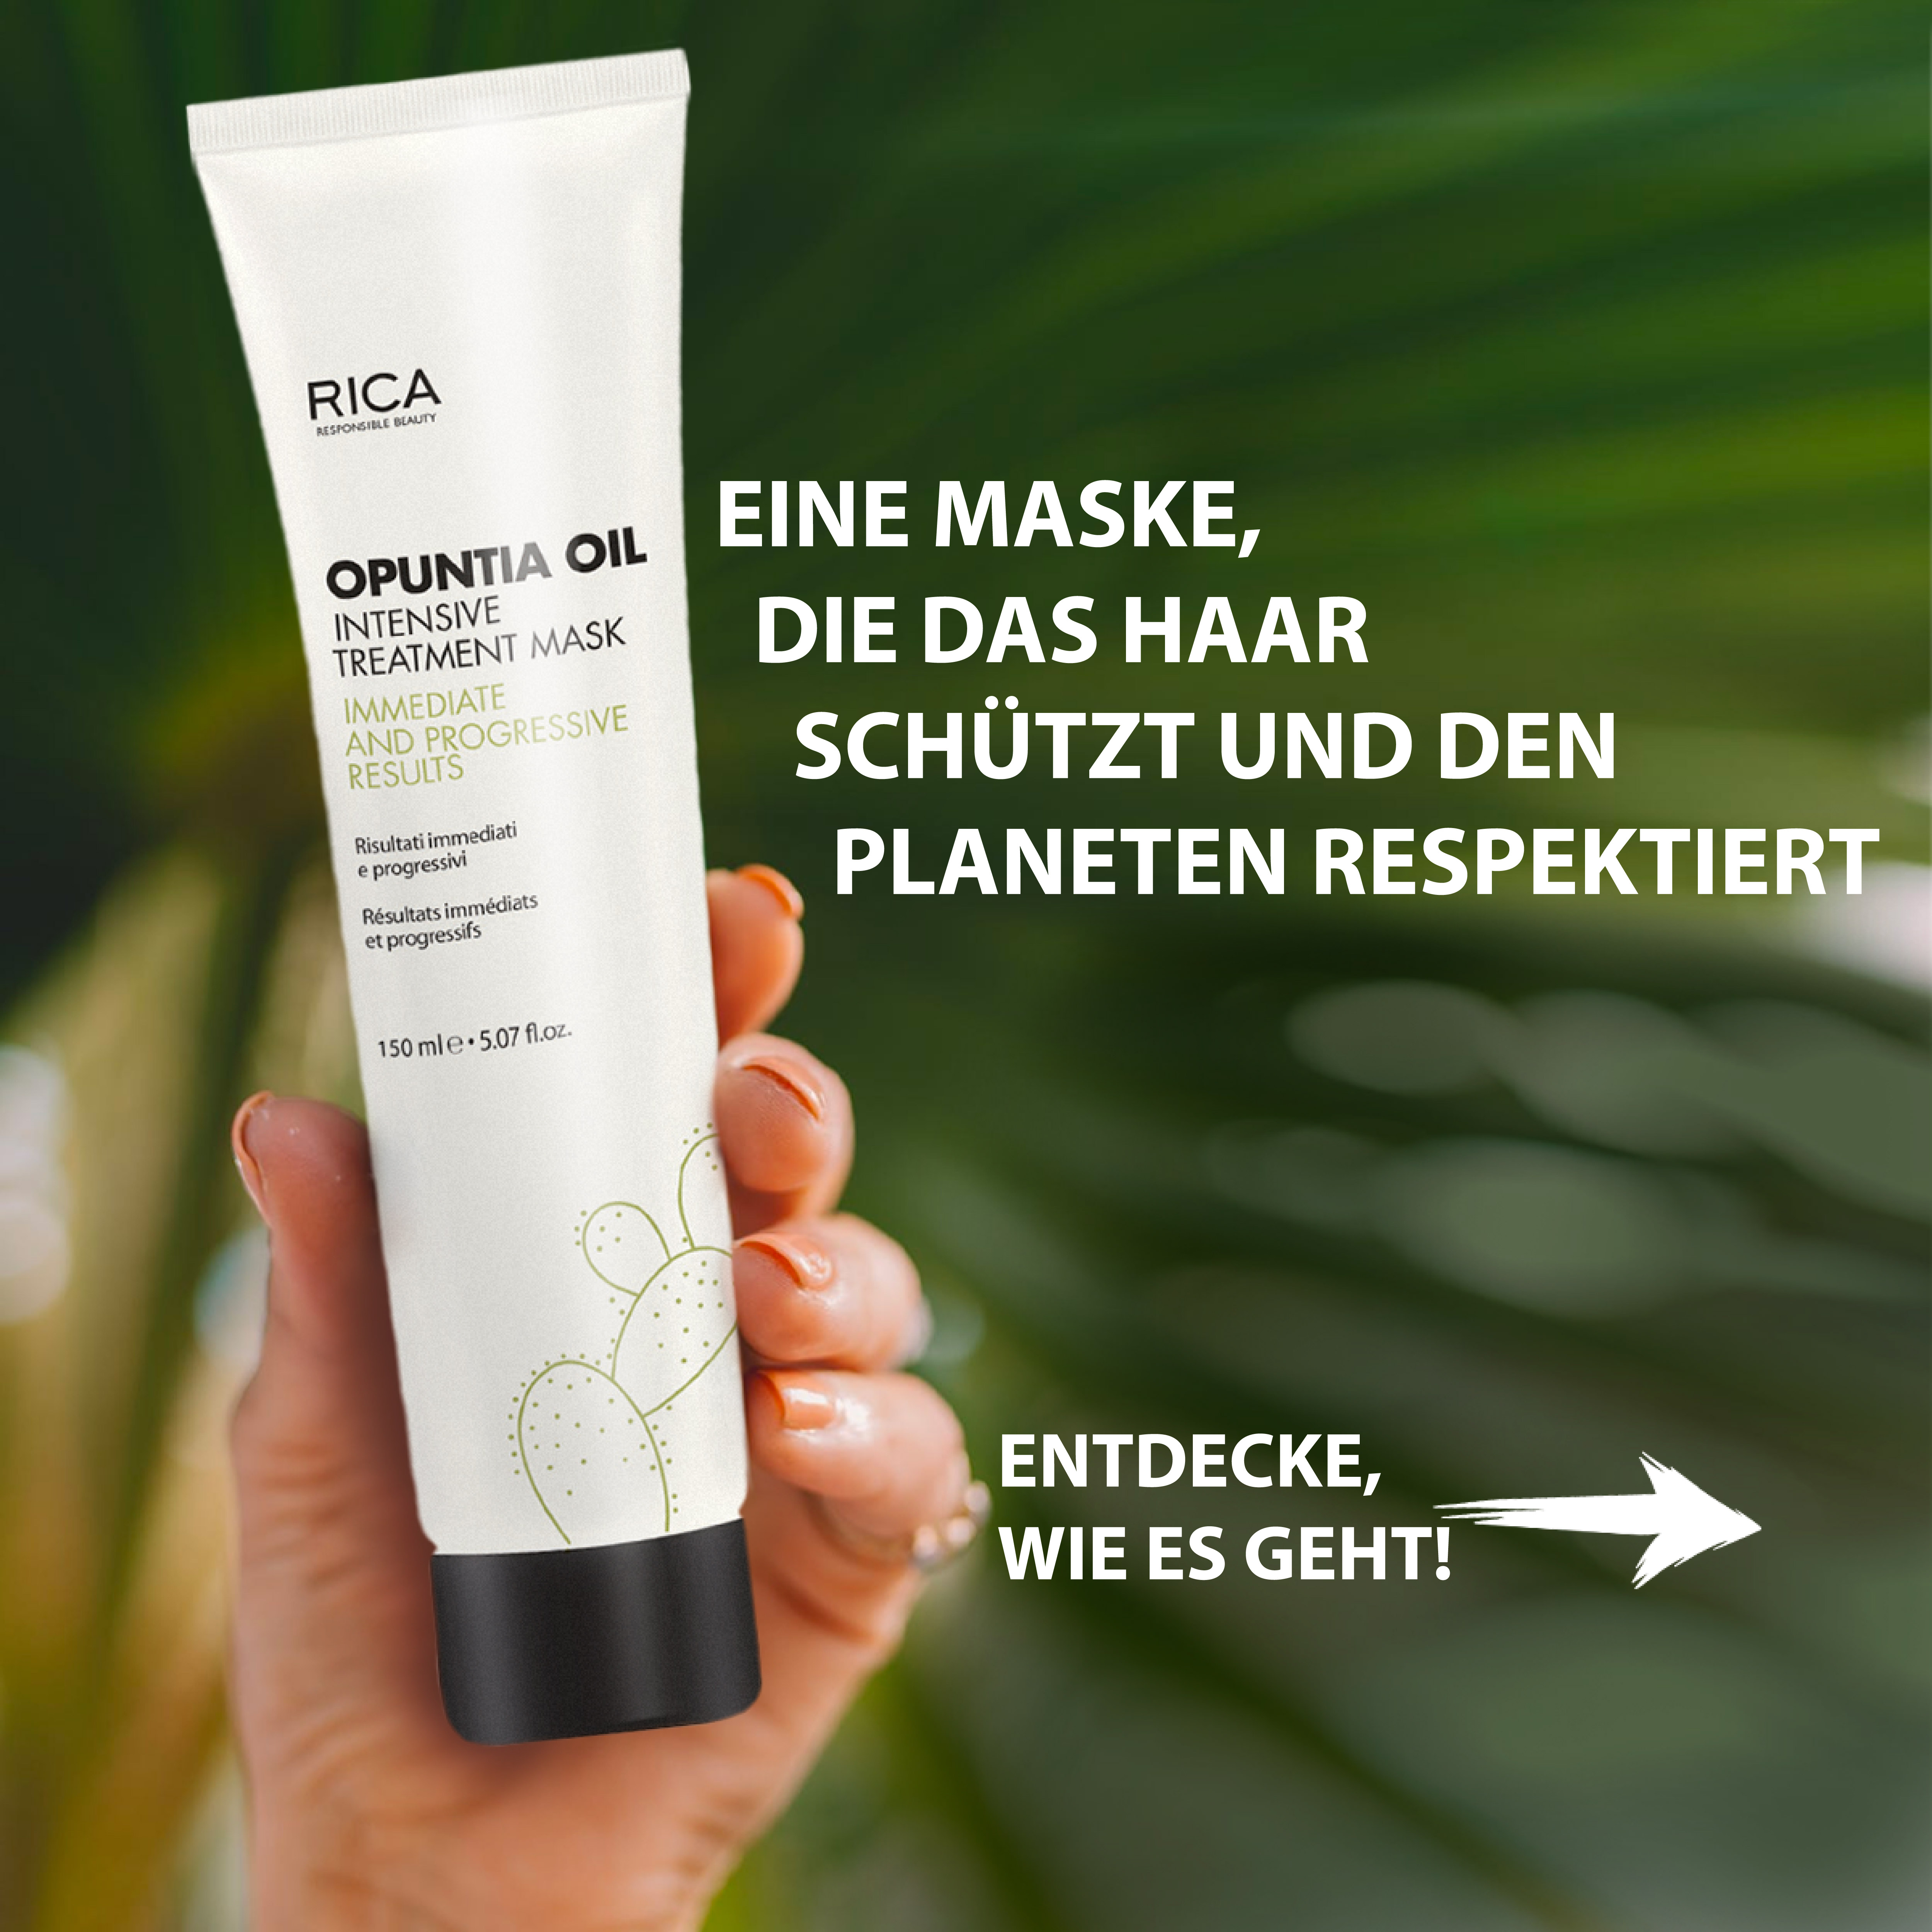 RICA
RESPONSIBLE BEAUTY
OPUNTIA OIL
INTENSIVE
TREATMENT MASK
IMMEDIATE
AND PROGRESSIVE
RESULTS
Risultati immediati
e progressivi
Résultats immédiats
et progressifs
150 ml ℮ • 5.07 fl.oz.
EINE MASKE,
DIE DAS HAAR
SCHÜTZT UND DEN
PLANETEN RESPEKTIERT
ENTDECKE,
WIE ES GEHT!